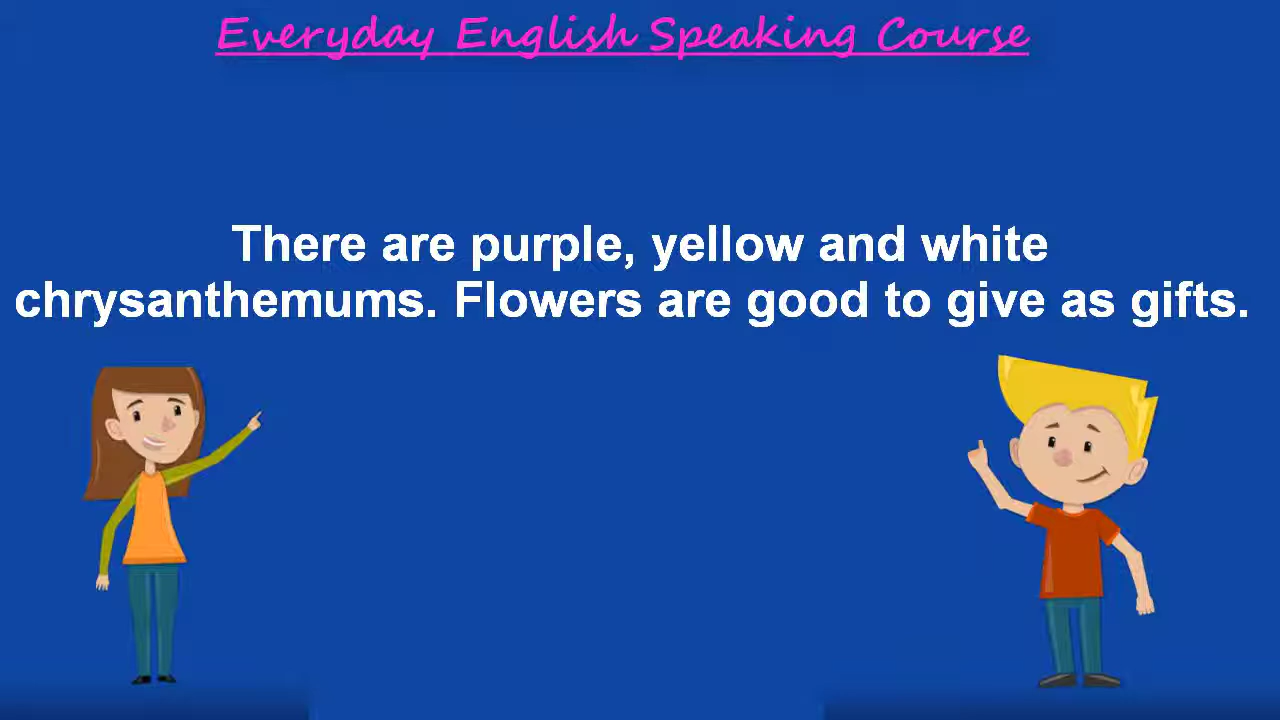 Everyday English Speaking Course
There are purple, yellow and white
chrysanthemums. Flowers are good to give as gifts.